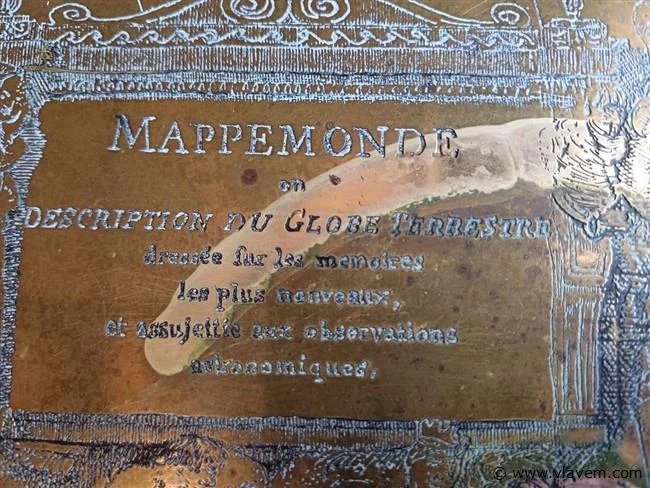 MAPPEMONDE
ou
DESCRIPTION DU GLOBE TERRESTRE
dressée sur les memoires
les plus nouveaux,
et assujettie aux observations
astronomiques,
© www.vlavem.com